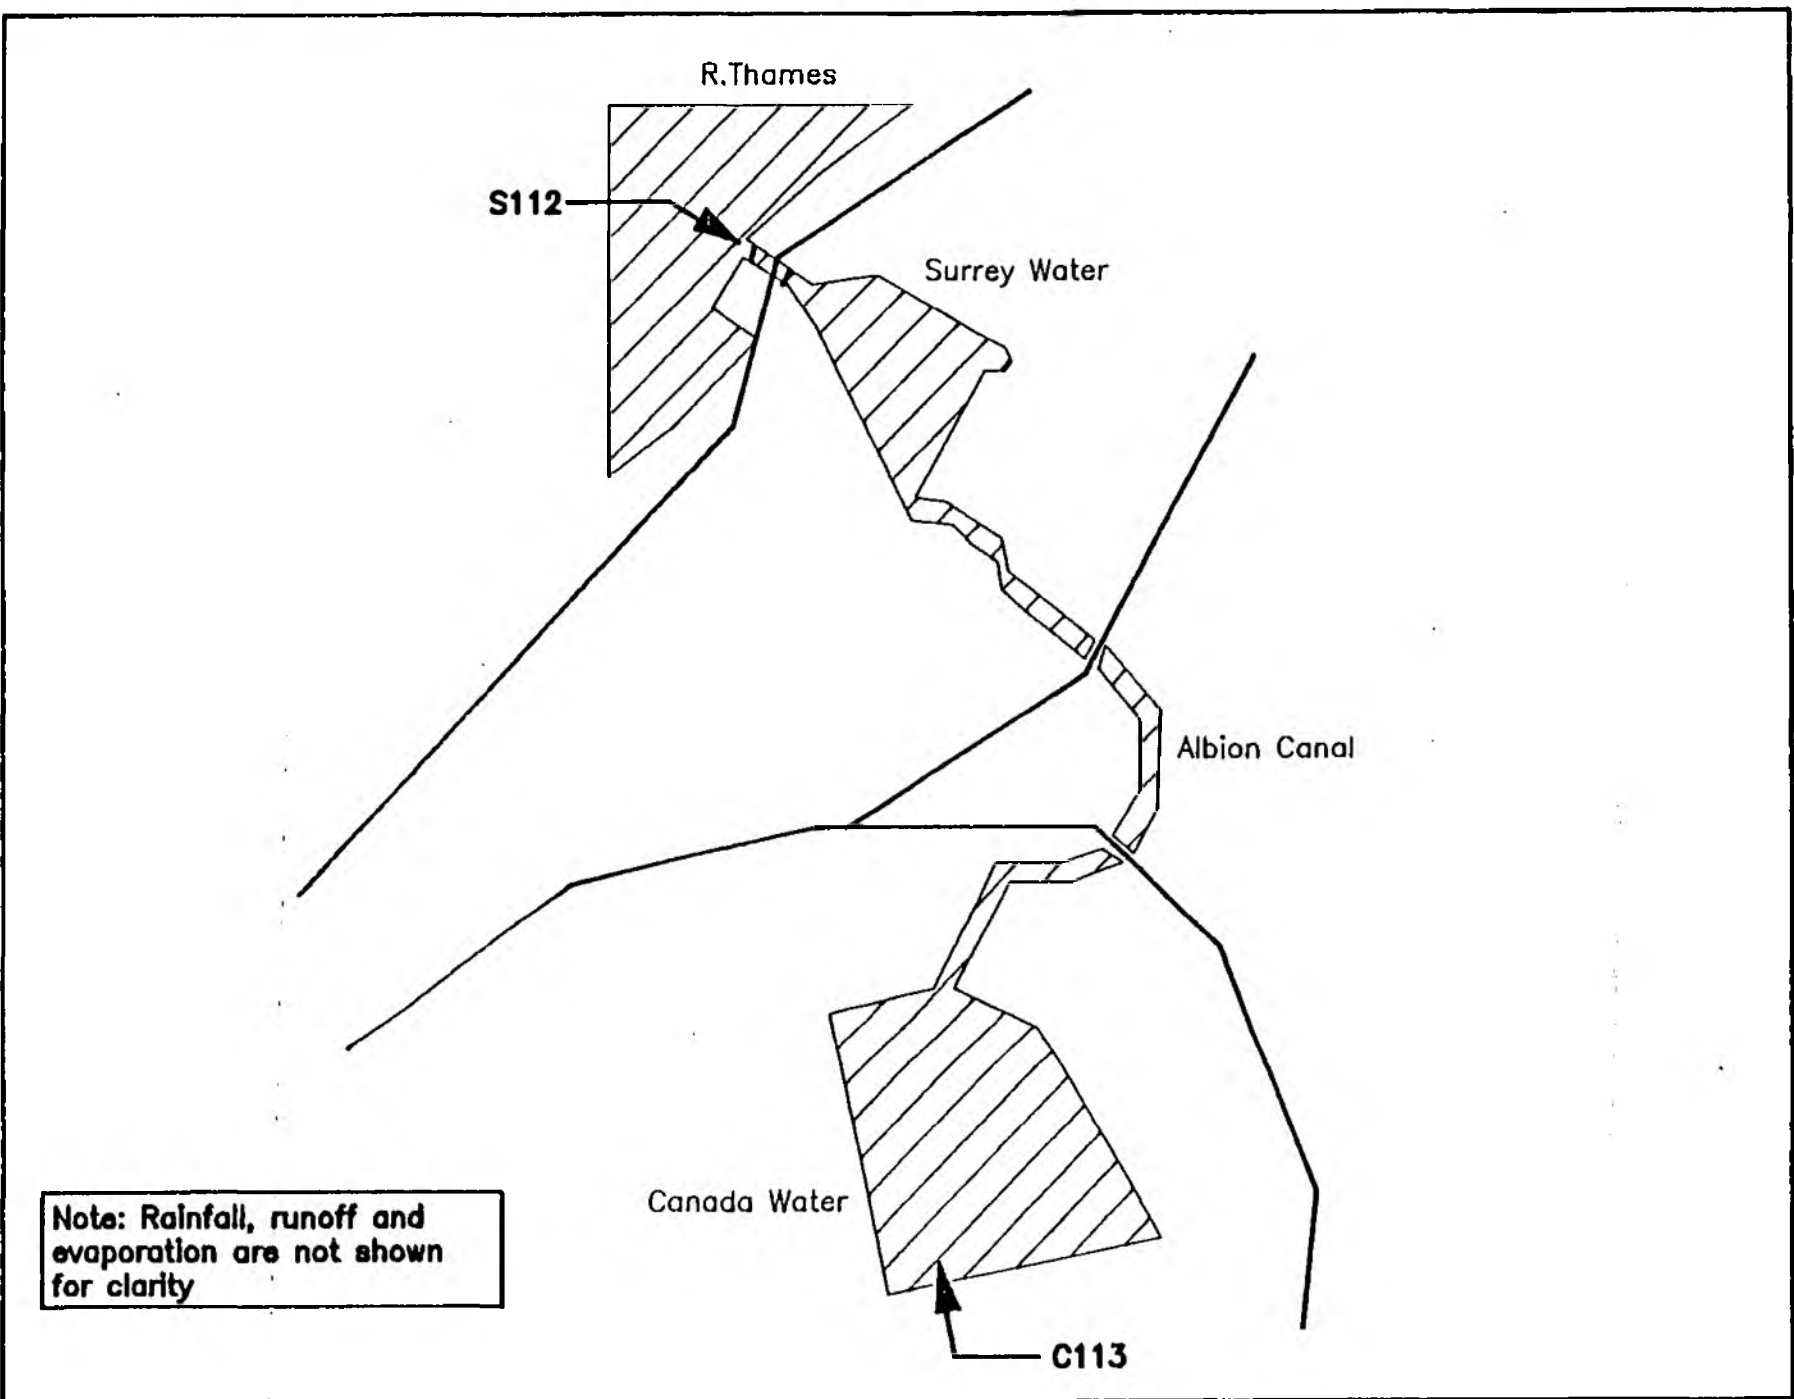 R.Thames
S112
Surrey Water
Albion Canal
Canada Water
Note: Rainfall, runoff and
evaporation are not shown
for clarity
C113